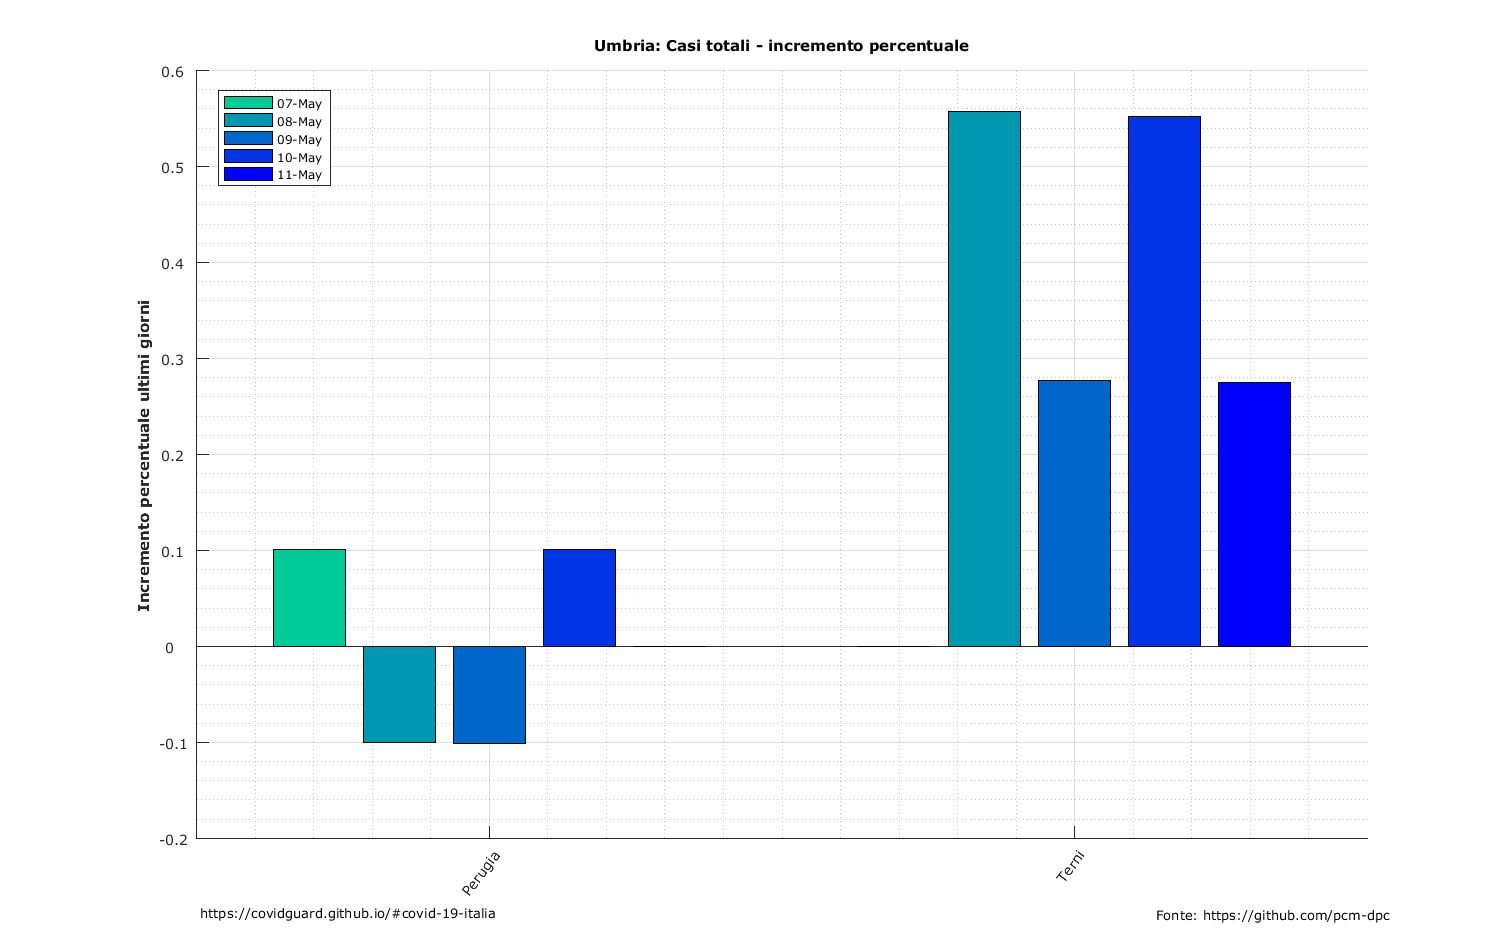 Umbria: Casi totali - incremento percentuale
0.6
0.5
0.4
0.3
0.2
0.1
0
-0.1
-0.2
Incremento percentuale ultimi giorni
07-May
08-May
09-May
10-May
11-May
Perugia
Terni
https://covidguard.github.io/#covid-19-italia
Fonte: https://github.com/pcm-dpc